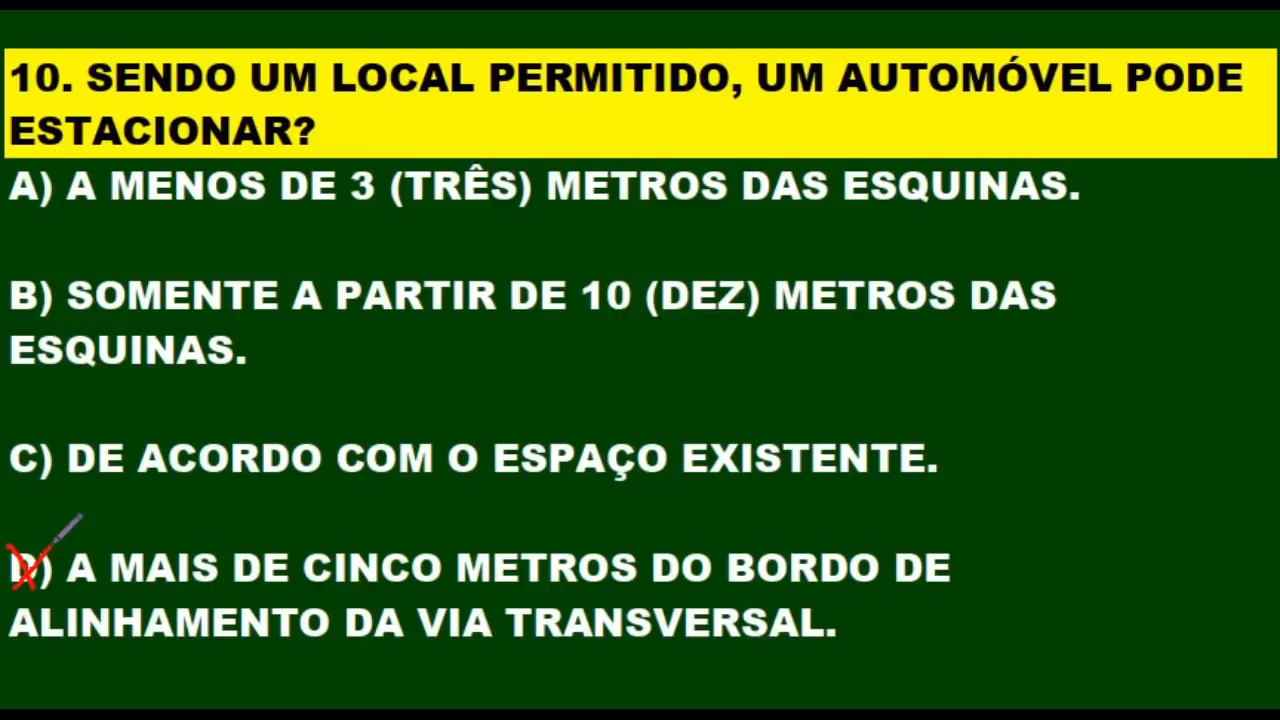 10. SENDO UM LOCAL PERMITIDO, UM AUTOMÓVEL PODE
ESTACIONAR?
A) A MENOS DE 3 (TRÊS) METROS DAS ESQUINAS.
B) SOMENTE A PARTIR DE 10 (DEZ) METROS DAS
ESQUINAS.
C) DE ACORDO COM O ESPAÇO EXISTENTE.
D) A MAIS DE CINCO METROS DO BORDO DE
ALINHAMENTO DA VIA TRANSVERSAL.